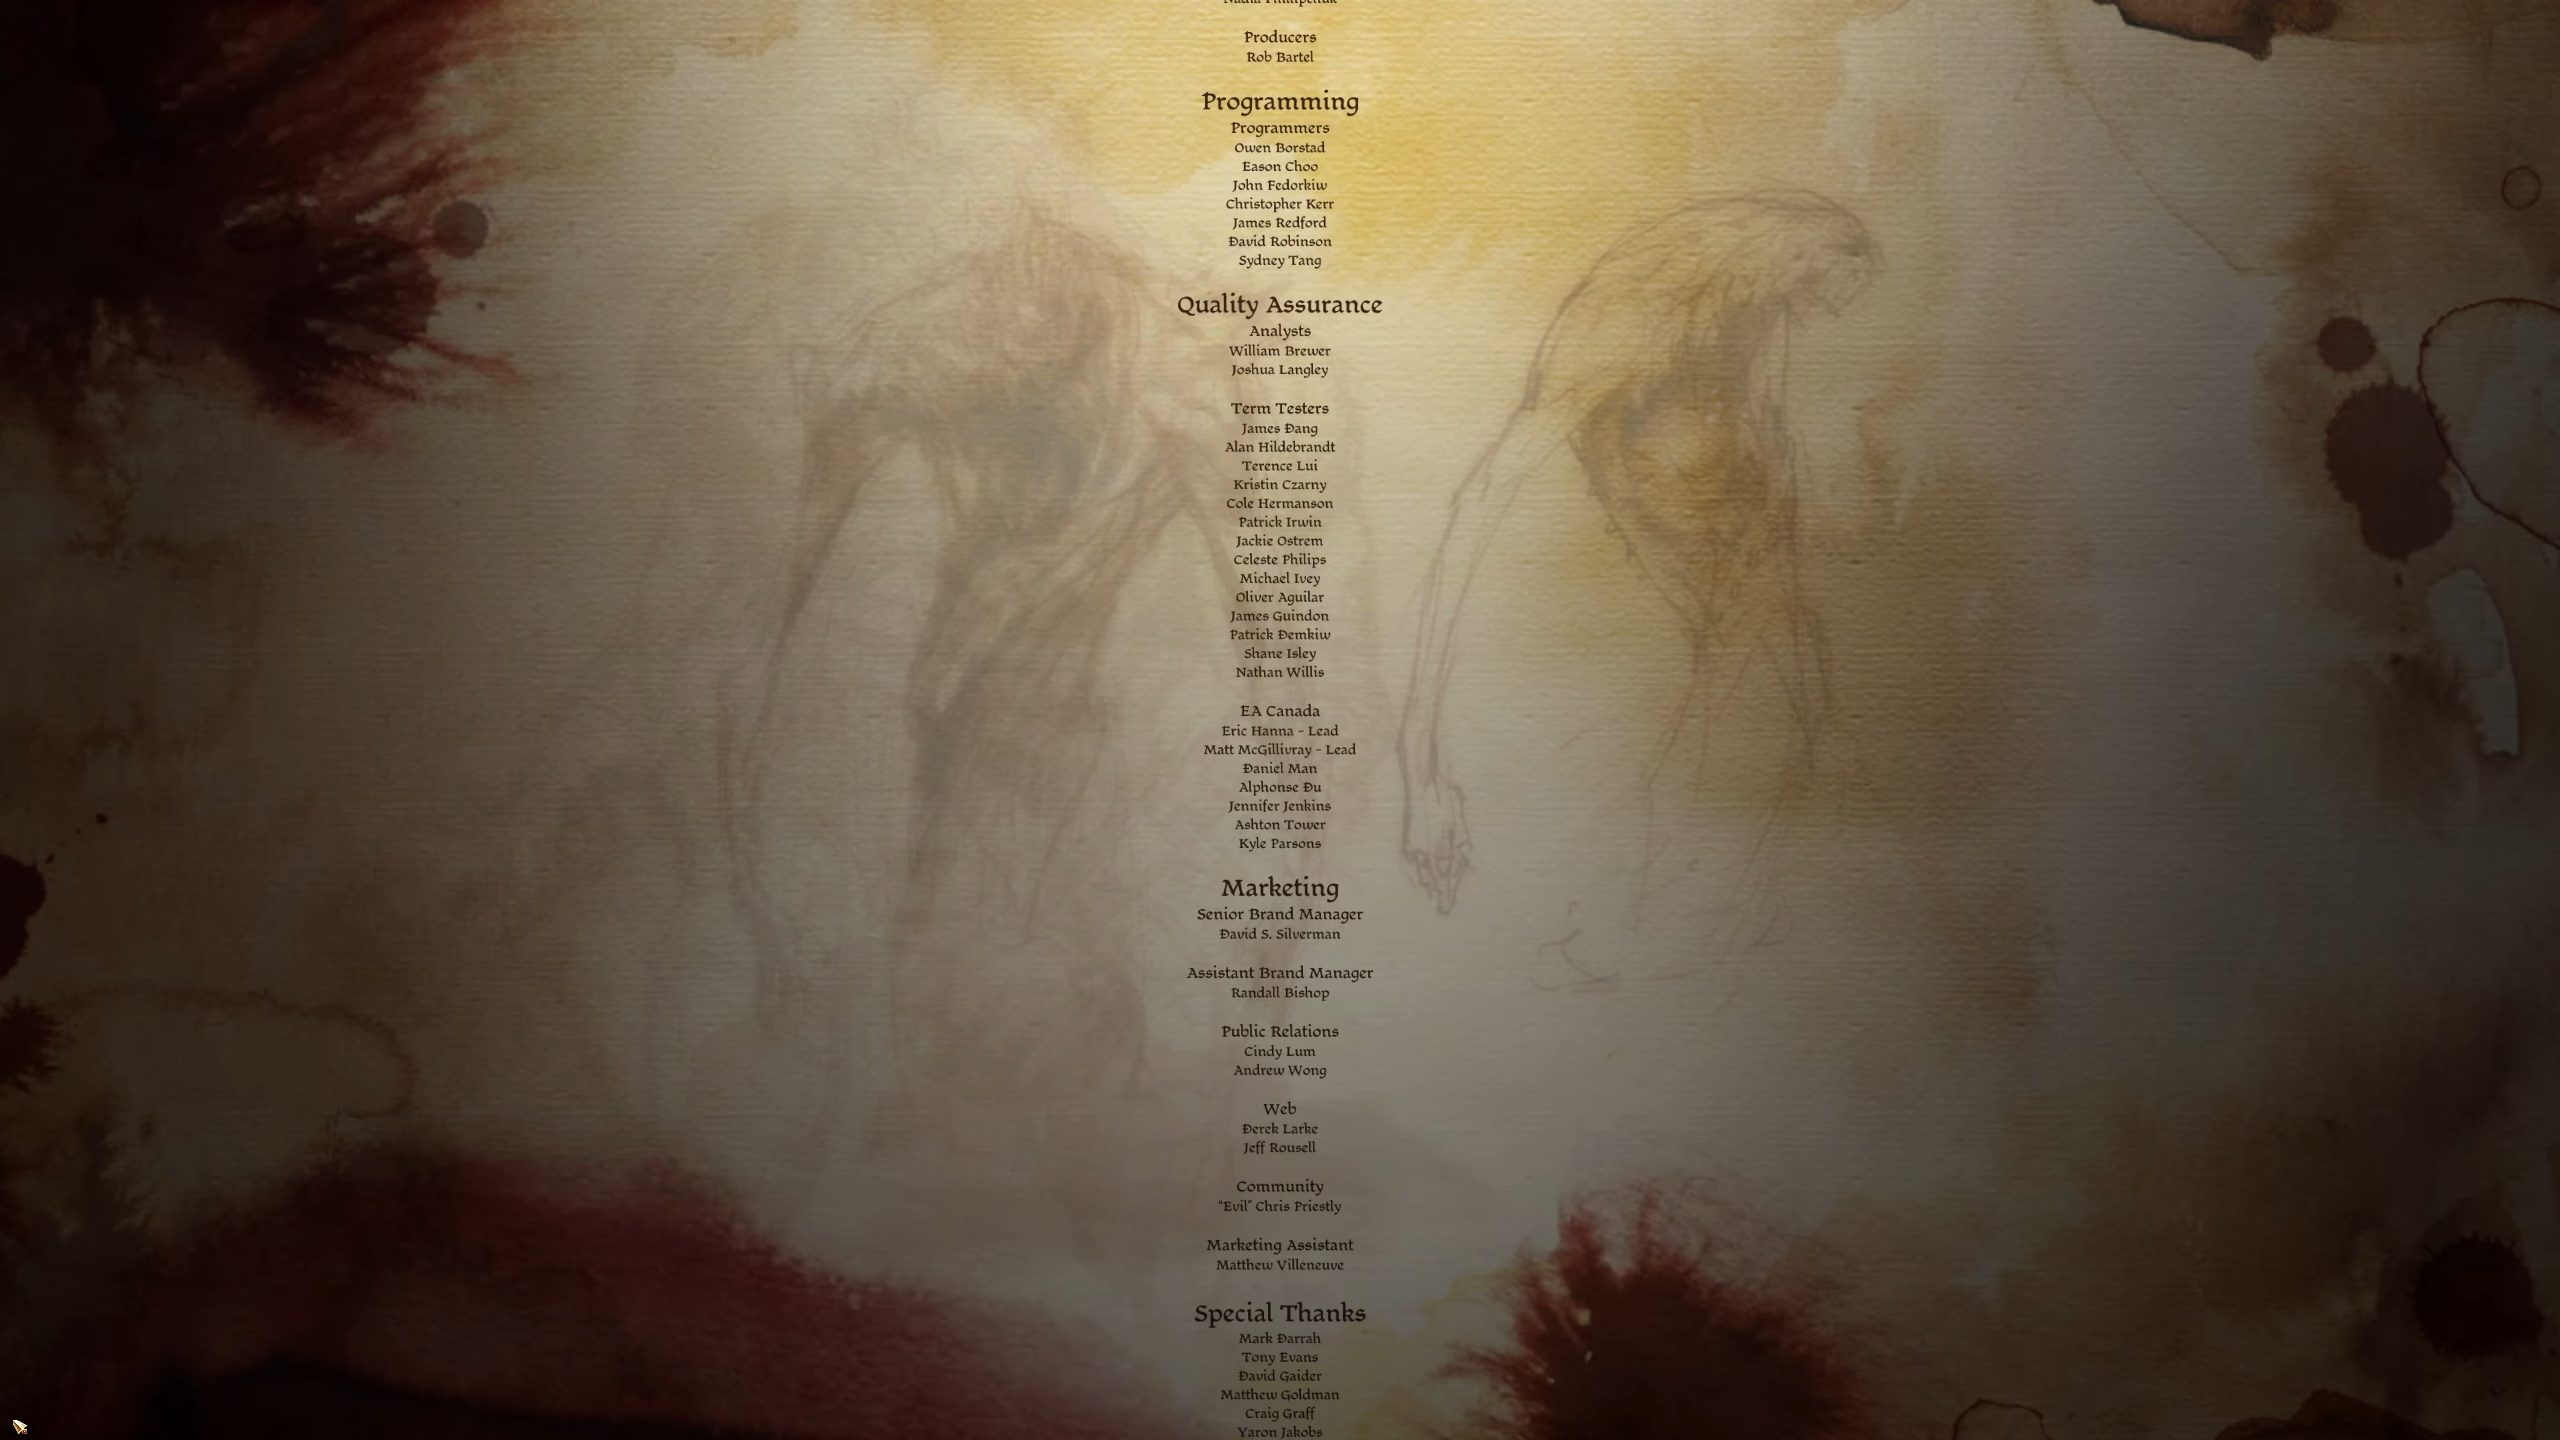 Producers
Rob Bartel
Programming
Programmers
Owen Borstad
Eason Choo
John Fedorkiw
Christopher Kerr
James Redford
David Robinson
Sydney Tang
Quality Assurance
Analysts
William Brewer
Joshua Langley
Term Testers
James Dang
Alan Hildebrandt
Terence Lui
Kristin Czarny
Cole Hermanson
Patrick Irwin
Jackie Ostrem
Celeste Philips
Michael Ivey
Oliver Aguilar
James Guindon
Patrick Demkiw
Shane Isley
Nathan Willis
EA Canada
Eric Hanna - Lead
Matt McGillivray - Lead
Daniel Man
Alphonse Du
Jennifer Jenkins
Ashton Tower
Kyle Parsons
Marketing
Senior Brand Manager
David S. Silverman
Assistant Brand Manager
Randall Bishop
Public Relations
Cindy Lum
Andrew Wong
Web
Derek Larke
Jeff Rousell
Community
"Evil" Chris Priestly
Marketing Assistant
Matthew Villeneuve
Special Thanks
Mark Darrah
Tony Evans
David Gaider
Matthew Goldman
Craig Graff
Yaron Jakobs